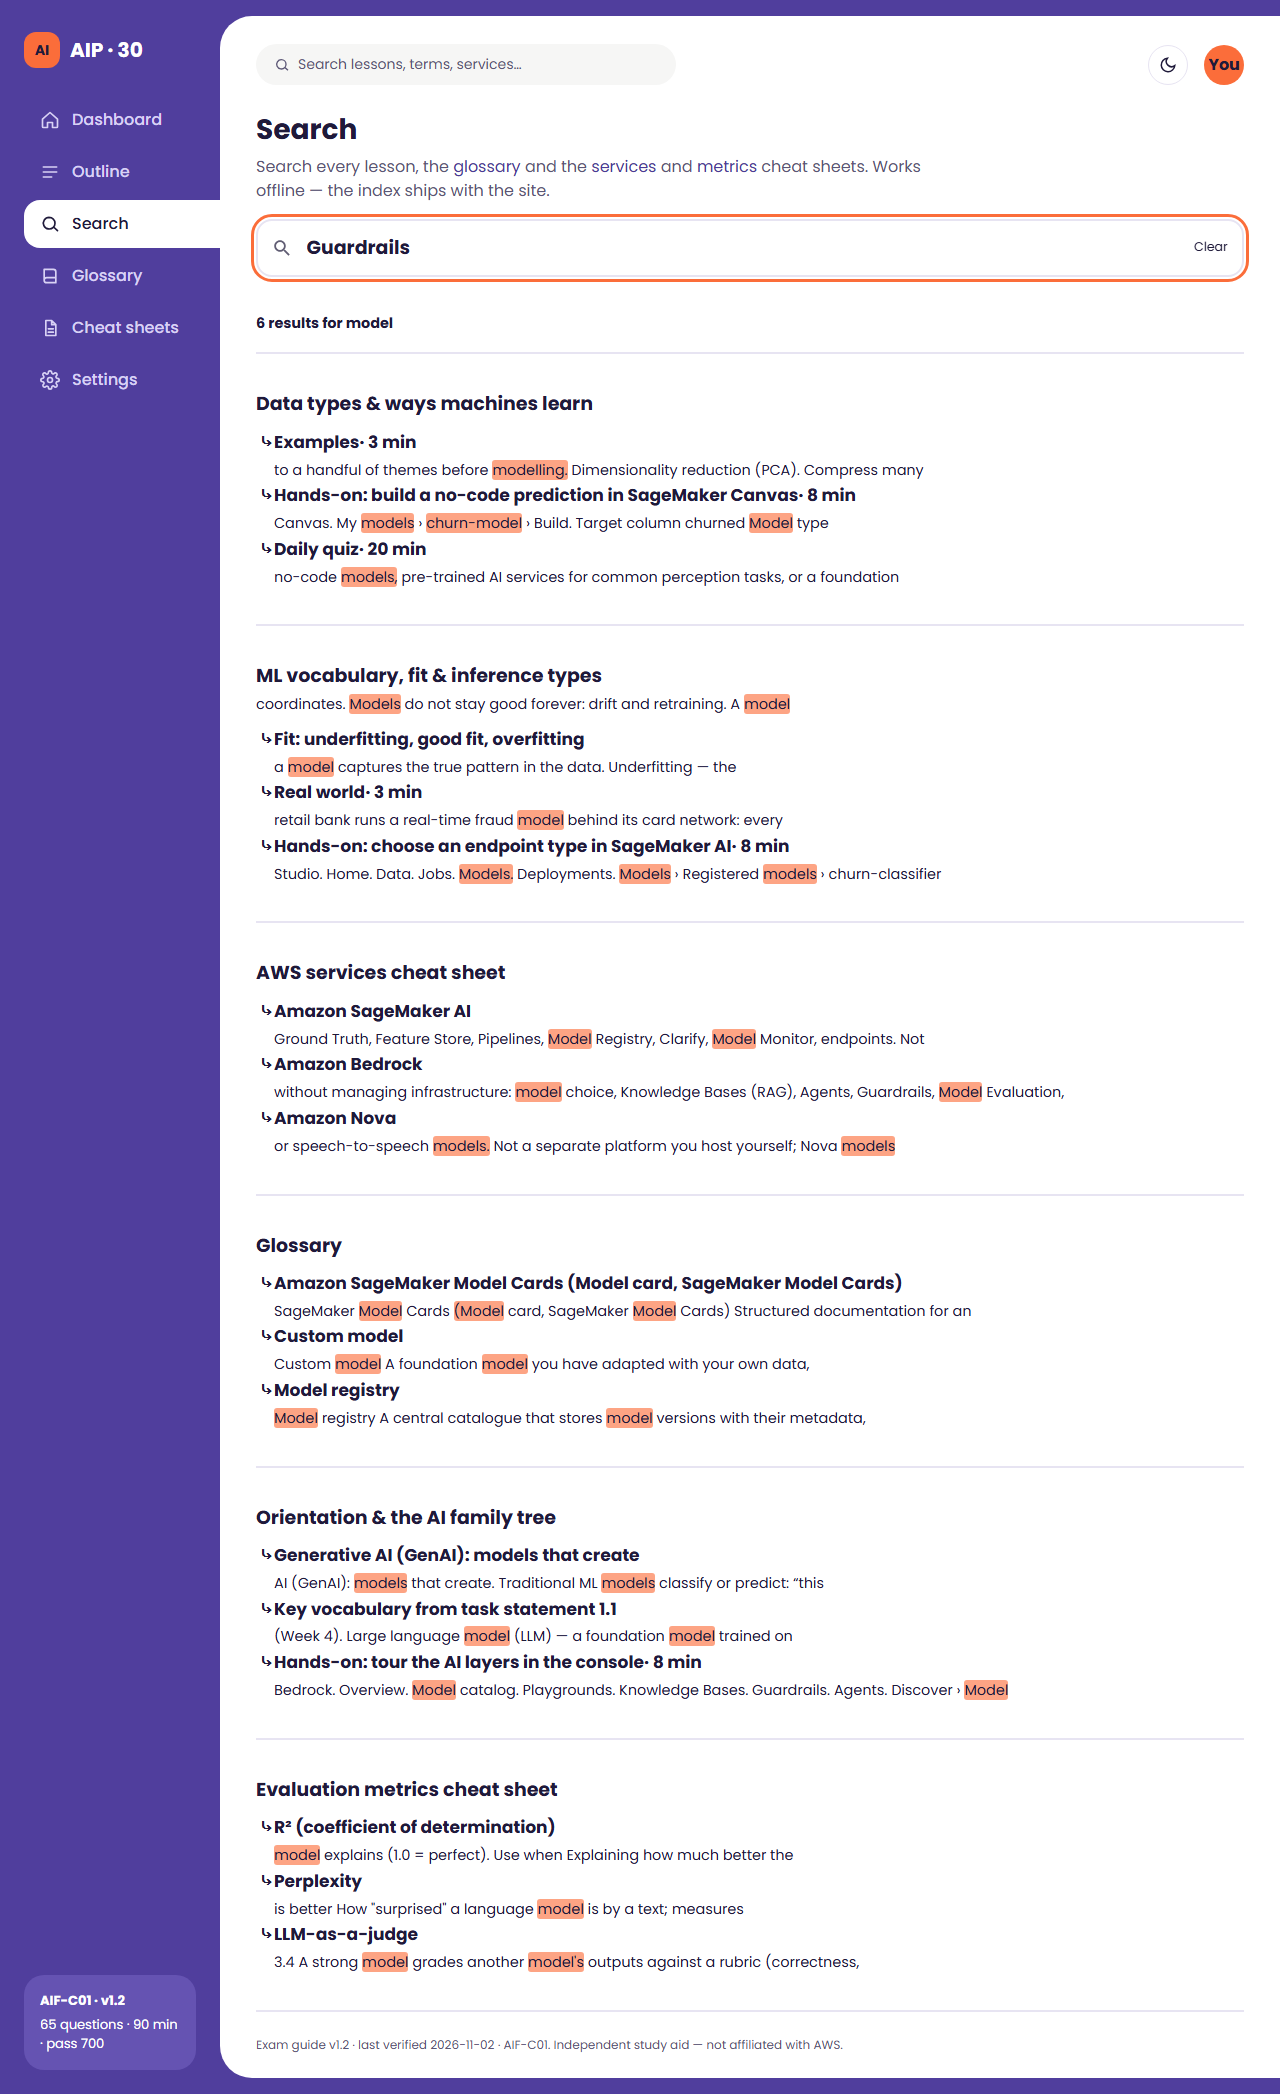 AI AIP · 30
Dashboard
Outline
Search
Glossary
Cheat sheets
Settings
AIF-C01 · v1.2
65 questions · 90 min
· pass 700
Search lessons, terms, services…
You
Search
Search every lesson, the glossary and the services and metrics cheat sheets. Works
offline — the index ships with the site.
Guardrails
Clear
6 results for model
Data types & ways machines learn
Examples· 3 min
to a handful of themes before modelling. Dimensionality reduction (PCA). Compress many
Hands-on: build a no-code prediction in SageMaker Canvas· 8 min
Canvas. My models › churn-model › Build. Target column churned Model type
Daily quiz· 20 min
no-code models, pre-trained AI services for common perception tasks, or a foundation
ML vocabulary, fit & inference types
coordinates. Models do not stay good forever: drift and retraining. A model
Fit: underfitting, good fit, overfitting
a model captures the true pattern in the data. Underfitting — the
Real world· 3 min
retail bank runs a real-time fraud model behind its card network: every
Hands-on: choose an endpoint type in SageMaker AI· 8 min
Studio. Home. Data. Jobs. Models. Deployments. Models › Registered models › churn-classifier
AWS services cheat sheet
Amazon SageMaker AI
Ground Truth, Feature Store, Pipelines, Model Registry, Clarify, Model Monitor, endpoints. Not
Amazon Bedrock
without managing infrastructure: model choice, Knowledge Bases (RAG), Agents, Guardrails, Model Evaluation,
Amazon Nova
or speech-to-speech models. Not a separate platform you host yourself; Nova models
Glossary
Amazon SageMaker Model Cards (Model card, SageMaker Model Cards)
SageMaker Model Cards (Model card, SageMaker Model Cards) Structured documentation for an
Custom model
Custom model A foundation model you have adapted with your own data,
Model registry
Model registry A central catalogue that stores model versions with their metadata,
Orientation & the AI family tree
Generative AI (GenAI): models that create
AI (GenAI): models that create. Traditional ML models classify or predict: “this
Key vocabulary from task statement 1.1
(Week 4). Large language model (LLM) — a foundation model trained on
Hands-on: tour the AI layers in the console· 8 min
Bedrock. Overview. Model catalog. Playgrounds. Knowledge Bases. Guardrails. Agents. Discover › Model
Evaluation metrics cheat sheet
R² (coefficient of determination)
model explains (1.0 = perfect). Use when Explaining how much better the
Perplexity
is better How "surprised" a language model is by a text; measures
LLM-as-a-judge
3.4 A strong model grades another model's outputs against a rubric (correctness,
Exam guide v1.2 · last verified 2026-11-02 · AIF-C01. Independent study aid — not affiliated with AWS.